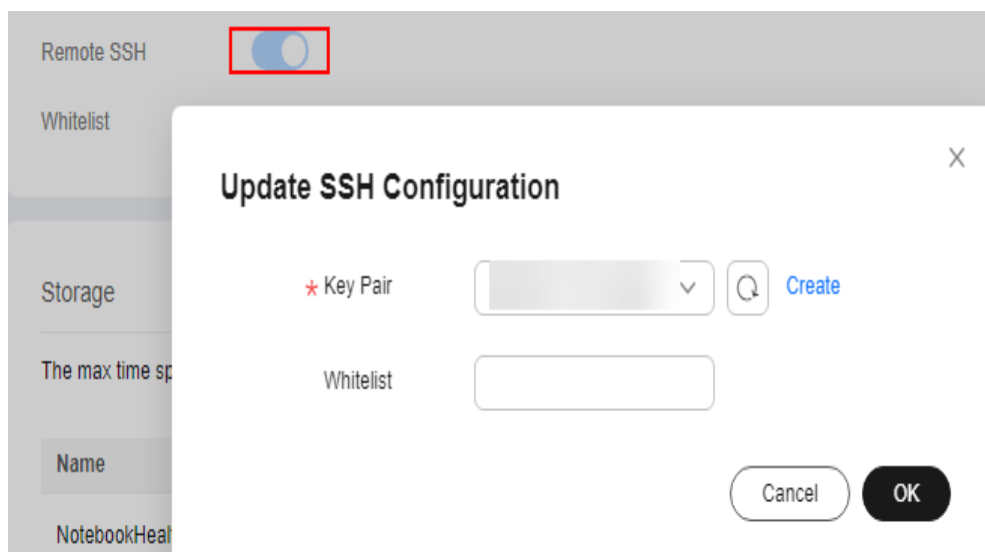 Remote SSH
Whitelist
Update SSH Configuration
* Key Pair
Create
Whitelist
Cancel
OK
Storage
The max time sp
Name
NotebookHeal